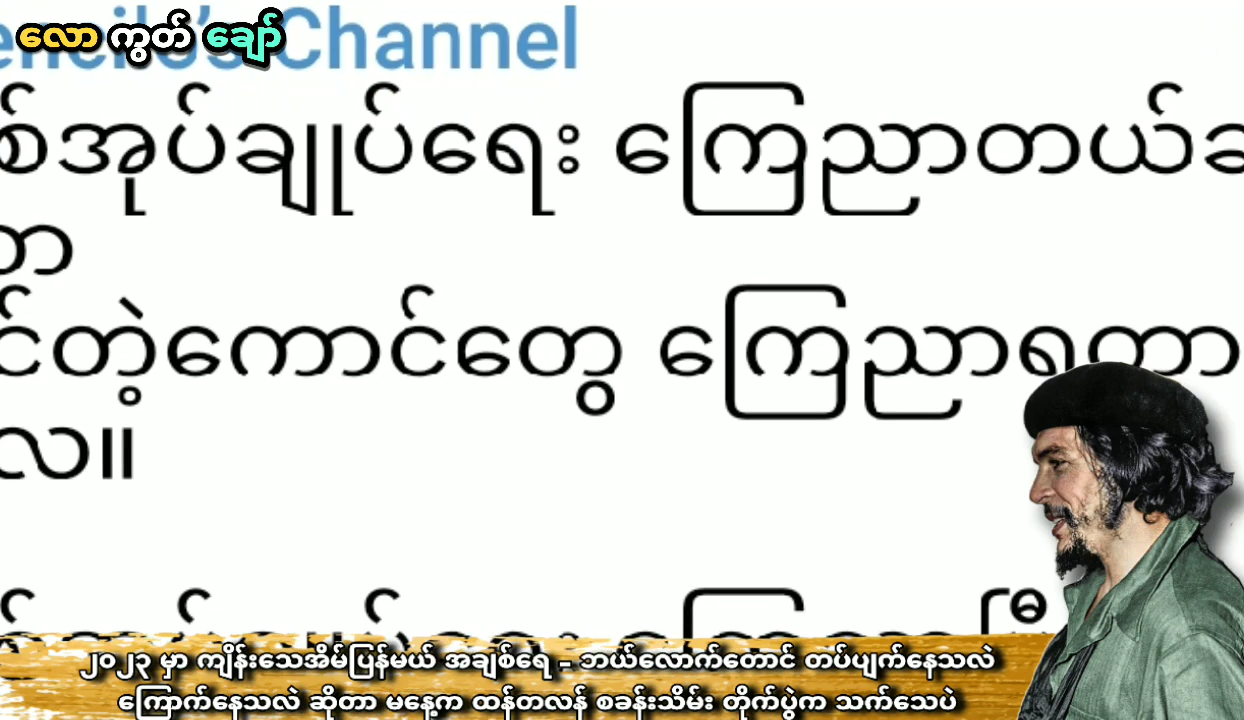 လော ကွတ် ချော်
Channel
စ်အုပ်ချုပ်ရေး ကြေညာတယ်
တာ
င်တဲ့ကောင်တွေ ကြေညာရတာ
လေ။
၂၀၂၃ မှာ ကျိန်းသေအိမ်ပြန်မယ် အချစ်ရေ - ဘယ်လောက်တောင် တပ်ပျက်နေသလဲ
ကြောက်နေသလဲ ဆိုတာ မနေ့က ထန်တလန် စခန်းသိမ်း တိုက်ပွဲက သက်သေပဲ